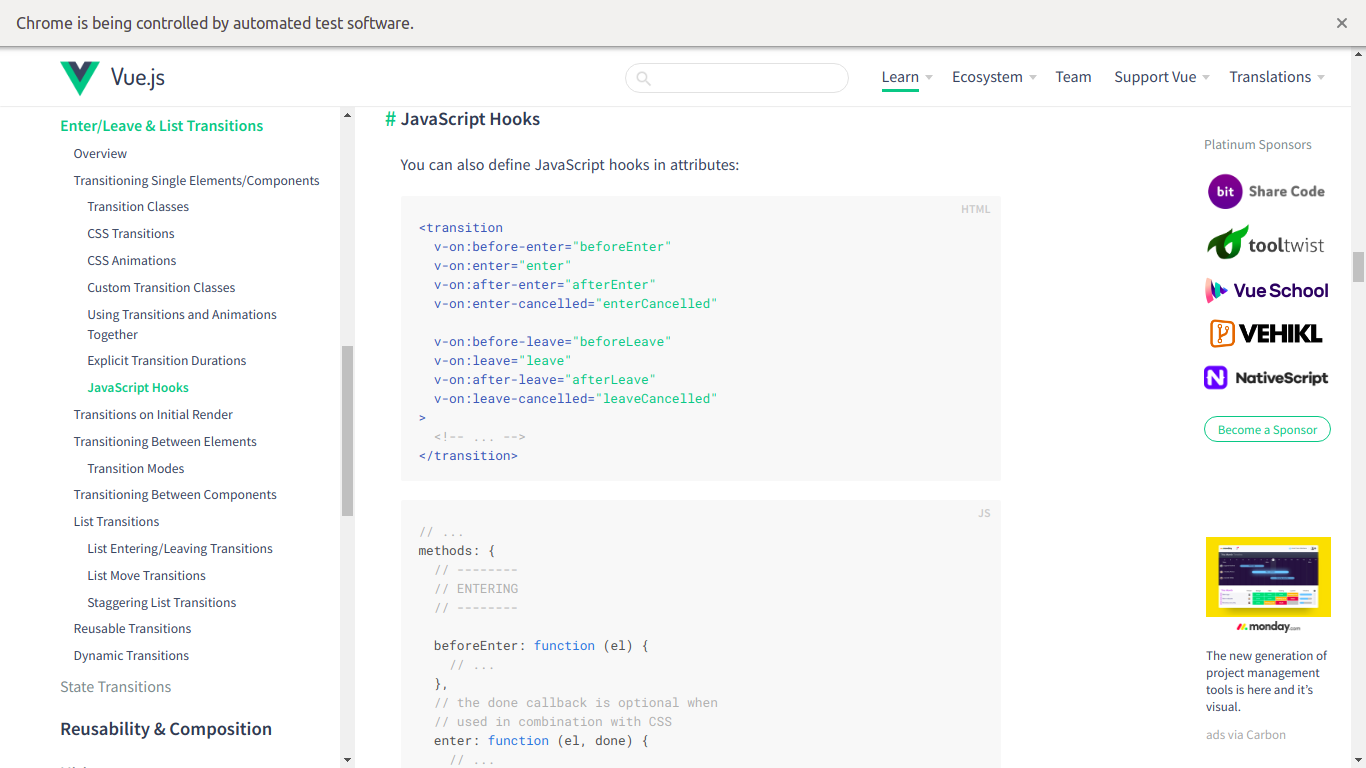 Chrome is being controlled by automated test software.
Vue.js
Learn
Ecosystem
Team
Support Vue
Translations
Enter/Leave & List Transitions
Overview
Transitioning Single Elements/Components
Transition Classes
CSS Transitions
CSS Animations
Custom Transition Classes
Using Transitions and Animations
Together
Explicit Transition Durations
JavaScript Hooks
Transitions on Initial Render
Transitioning Between Elements
Transition Modes
Transitioning Between Components
List Transitions
List Entering/Leaving Transitions
List Move Transitions
Staggering List Transitions
Reusable Transitions
Dynamic Transitions
State Transitions
Reusability & Composition
# JavaScript Hooks
You can also define JavaScript hooks in attributes:
HTML
<transition
v-on:before-enter="beforeEnter"
v-on:enter="enter"
v-on:after-enter="afterEnter"
v-on:enter-cancelled="enterCancelled"
v-on:before-leave="beforeLeave"
v-on:leave="leave"
v-on:after-leave="afterLeave"
v-on:leave-cancelled="leaveCancelled"
>
<!-- ... -->
</transition>
JS
// ...
methods: {
// --------
// ENTERING
// --------
beforeEnter: function (el) {
// ...
},
// the done callback is optional when
// used in combination with CSS
enter: function (el, done) {
// ...
Platinum Sponsors
bit Share Code
tooltwist
Vue School
VEHIKL
NativeScript
Become a Sponsor
monday.com
The new generation of
project management
tools is here and it's
visual.
ads via Carbon